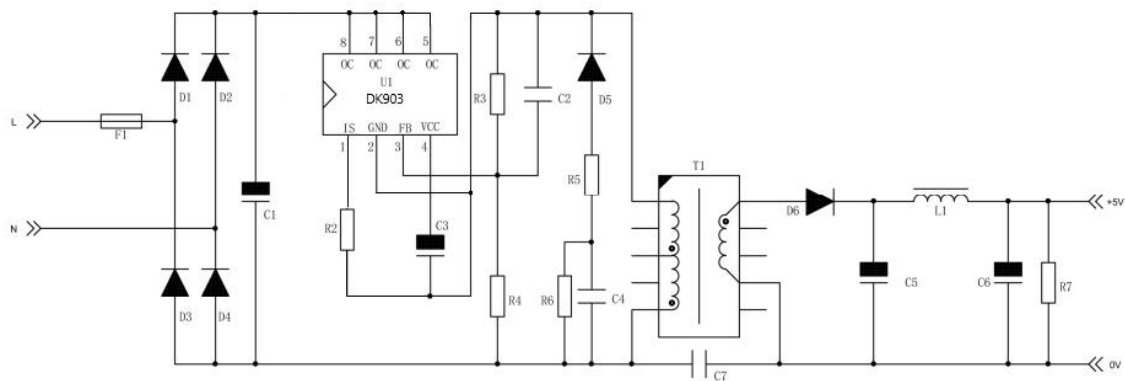 8 7 6 5
OC OC OC OC
U1
DK903
IS GND FB VCC
1 2 3 4
D1
D2
L
F1
N
C1
D3
D4
R2
C3
R3
C2
D5
R5
R4
R6
C4
T1
D6
L1
+5V
C5
C6
R7
C7
0V